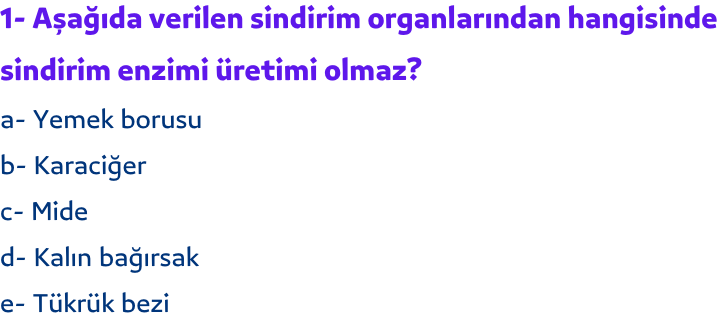 1- Aşağıda verilen sindirim organlarından hangisinde
sindirim enzimi üretimi olmaz?
a- Yemek borusu
b- Karaciğer
c- Mide
d- Kalın bağırsak
e- Tükrük bezi